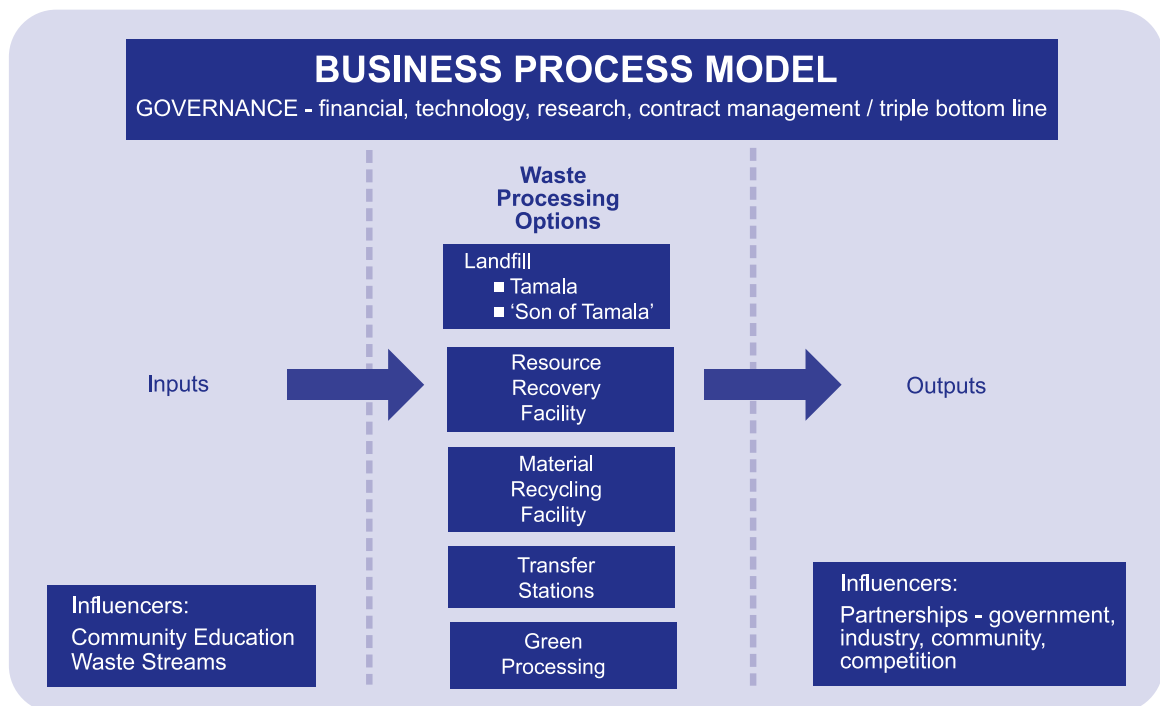 BUSINESS PROCESS MODEL
GOVERNANCE - financial, technology, research, contract management / triple bottom line
Waste
Processing
Options
Landfill
■ Tamala
■ ‘Son of Tamala’
Inputs
Resource
Recovery
Facility
Outputs
Material
Recycling
Facility
Transfer
Stations
Green
Processing
Influencers:
Community Education
Waste Streams
Influencers:
Partnerships - government,
industry, community,
competition